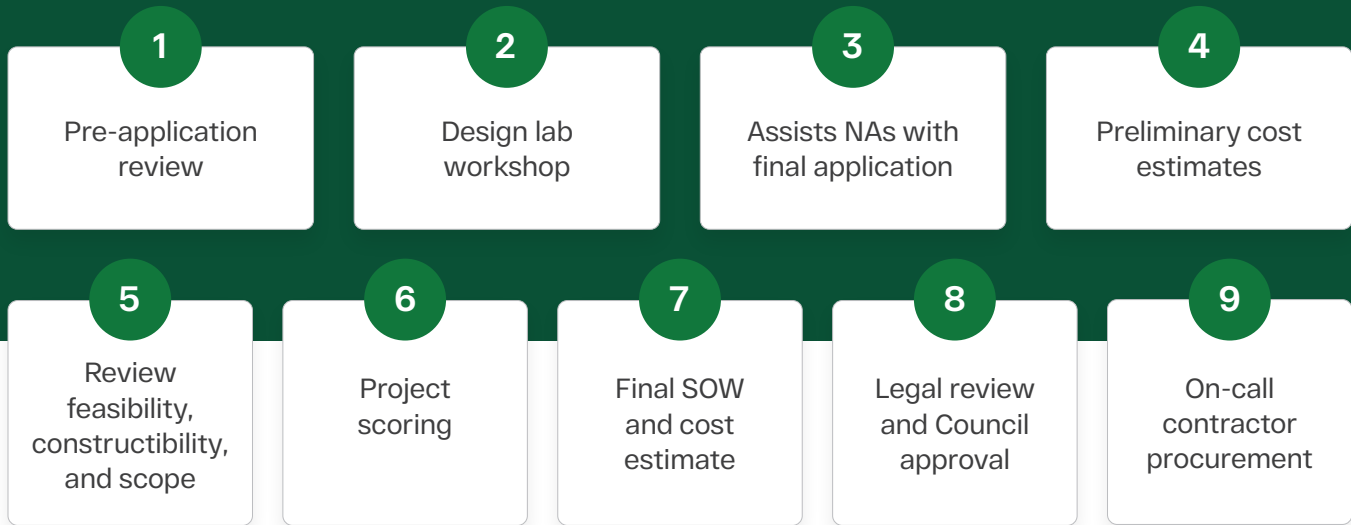 1
Pre-application
review
2
Design lab
workshop
3
Assists NAs with
final application
4
Preliminary cost
estimates
5
Review
feasibility,
constructibility,
and scope
6
Project
scoring
7
Final SOW
and cost
estimate
8
Legal review
and Council
approval
9
On-call
contractor
procurement